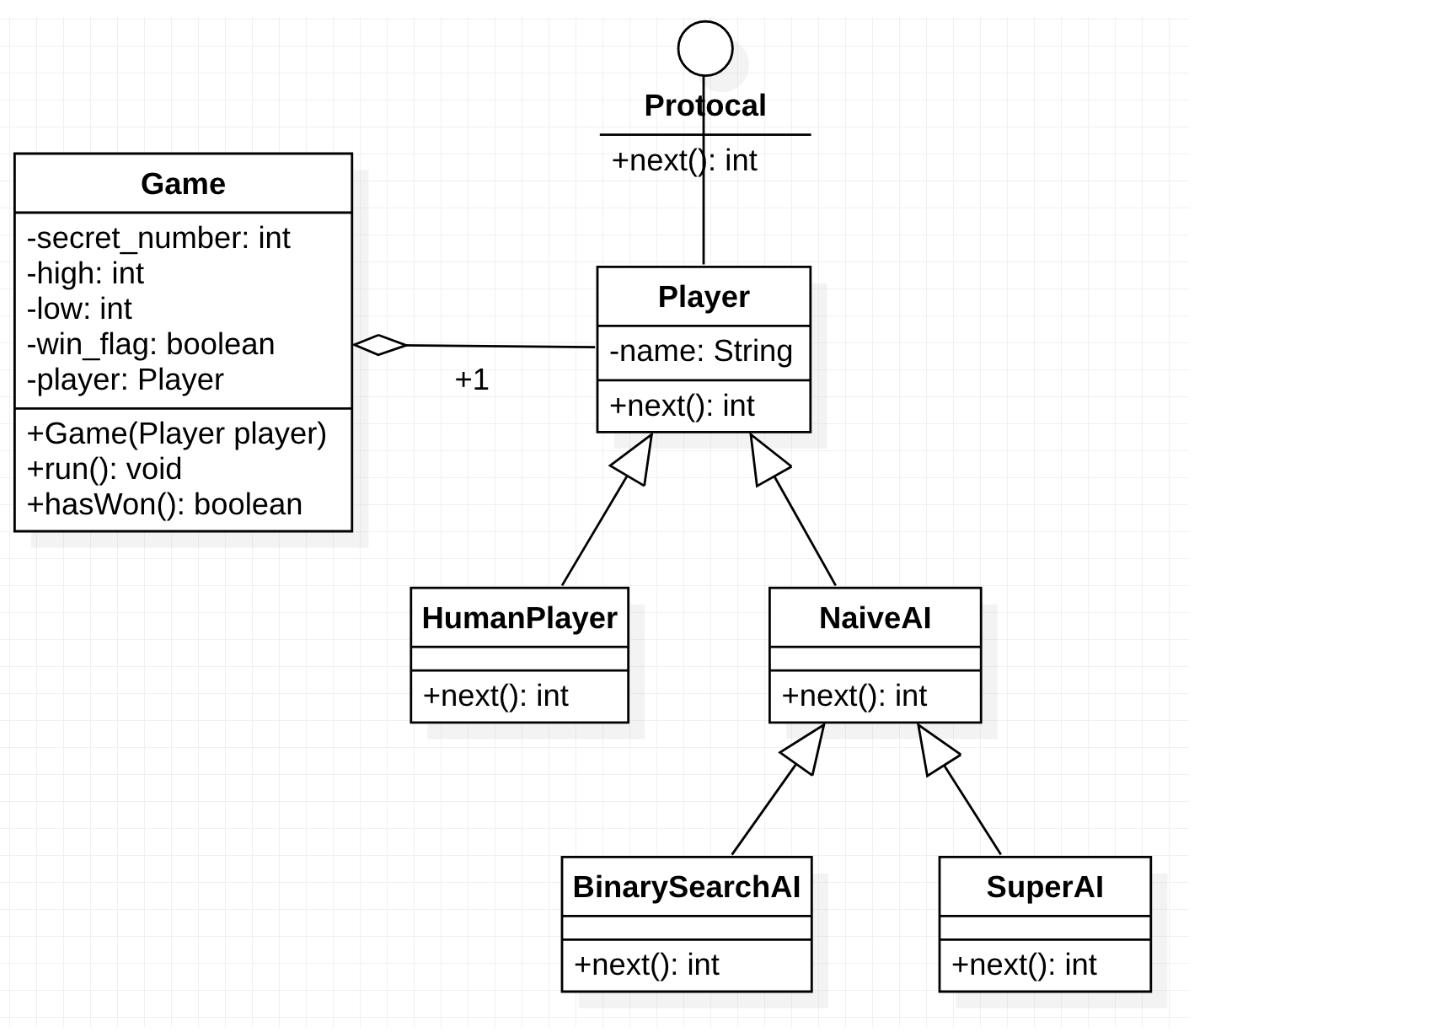 Protocal
+next(): int
Game
-secret_number: int
-high: int
-low: int
-win_flag: boolean
-player: Player
+Game(Player player)
+run(): void
+hasWon(): boolean
+1
Player
-name: String
+next(): int
HumanPlayer
+next(): int
NaiveAI
+next(): int
BinarySearchAI
+next(): int
SuperAI
+next(): int